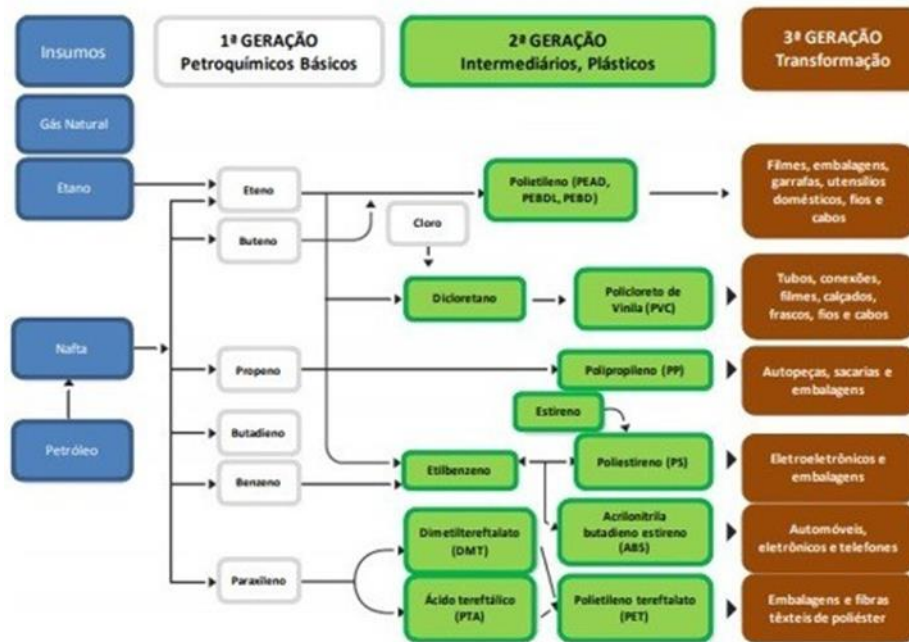 Insumos
1ª GERAÇÃO
Petroquímicos Básicos
2ª GERAÇÃO
Intermediários, Plásticos
3ª GERAÇÃO
Transformação
Gás Natural
Etano
Eteno
Polietileno (PEAD,
PEBDL, PEBD)
Filmes, embalagens,
garrafas, utensílios
domésticos, fios e
cabos
Buteno
Cloro
Dicloretano
Policloreto de
Vinila (PVC)
Tubos, conexões,
filmes, calçados,
frascos, fios e cabos
Nafta
Propeno
Polipropileno (PP)
Autopeças, sacarias e
embalagens
Estireno
Butadieno
Petróleo
Benzeno
Etilbenzeno
Poliestireno (PS)
Eletroeletrônicos e
embalagens
Dimetiltereftalato
(DMT)
Acrilonitrila
butadieno estireno
(ABS)
Automóveis,
eletrônicos e telefones
Paraxileno
Ácido tereftálico
(PTA)
Polietileno tereftalato
(PET)
Embalagens e fibras
têxteis de poliéster